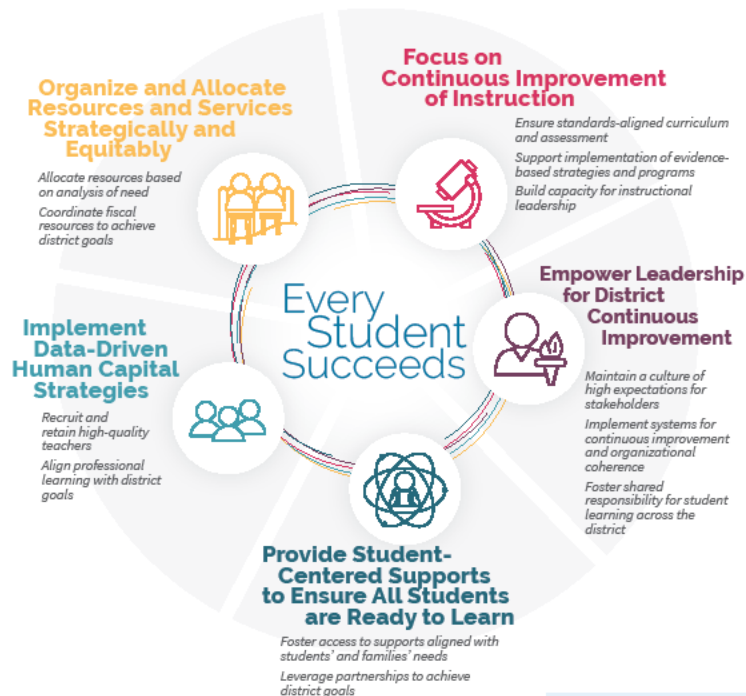 Organize and Allocate
Resources and Services
Strategically and
Equitably
Allocate resources based
on analysis of need
Coordinate fiscal
resources to achieve
district goals
Focus on
Continuous Improvement
of Instruction
Ensure standards-aligned curriculum
and assessment
Support implementation of evidence-
based strategies and programs
Build capacity for instructional
leadership
Every
Student
Succeeds
Empower Leadership
for District
Continuous
Improvement
Maintain a culture of
high expectations for
stakeholders
Implement systems for
continuous improvement
and organizational
coherence
Foster shared
responsibility for student
learning across the
district
Implement
Data-Driven
Human Capital
Strategies
Recruit and
retain high-quality
teachers
Align professional
learning with district
goals
Provide Student-
Centered Supports
to Ensure All Students
are Ready to Learn
Foster access to supports aligned with
students' and families' needs
Leverage partnerships to achieve
district goals